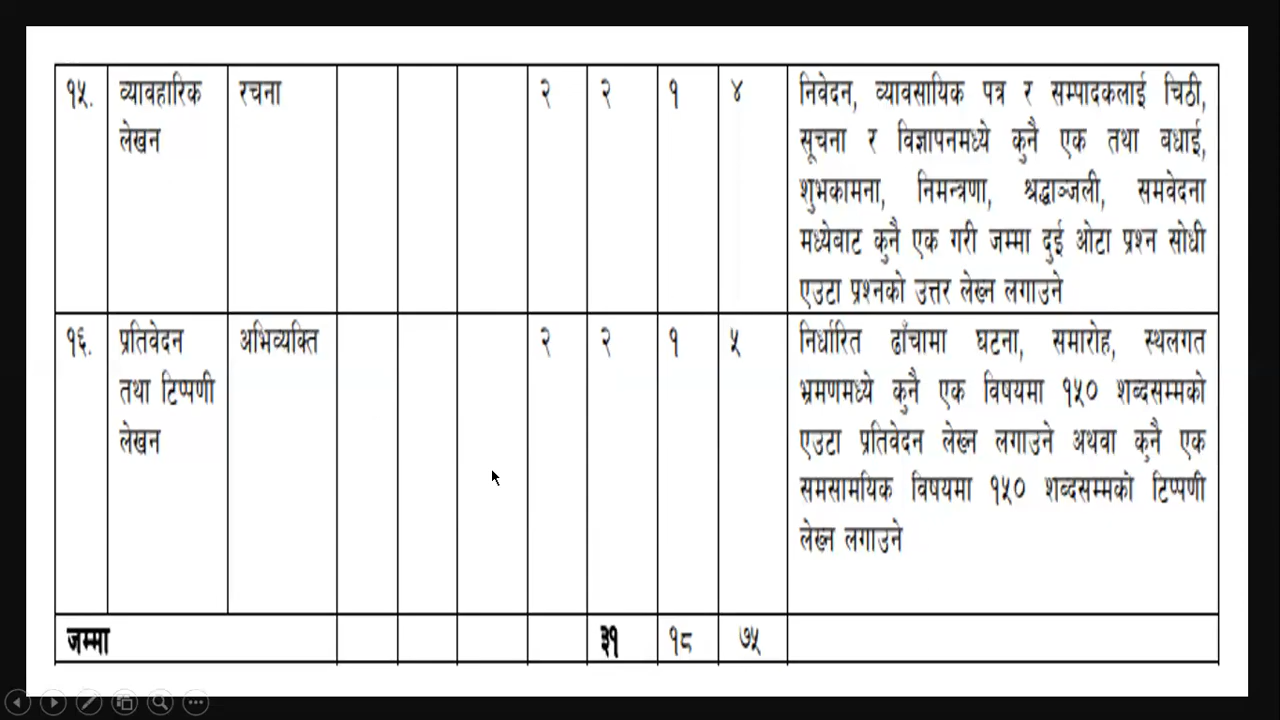 १५. व्यावहारिक रचना २ २ १ ४ निवेदन, व्यावसायिक पत्र र सम्पादकलाई चिठी,
लेखन सूचना र विज्ञापनमध्ये कुनै एक तथा बधाई,
शुभकामना, निमन्त्रणा, श्रद्धाञ्जली, समवेदना
मध्येबाट कुनै एक गरी जम्मा दुई ओटा प्रश्न सोधी
एउटा प्रश्नको उत्तर लेख्न लगाउने
१६. प्रतिवेदन अभिव्यक्ति २ २ १ ५ निर्धारित ढाँचामा घटना, समारोह, स्थलगत
तथा टिप्पणी भ्रमणमध्ये कुनै एक विषयमा १५० शब्दसम्मको
लेखन एउटा प्रतिवेदन लेख्न लगाउने अथवा कुनै एक
समसामयिक विषयमा १५० शब्दसम्मको टिप्पणी
लेख्न लगाउने
जम्मा ३१ १८ ७५